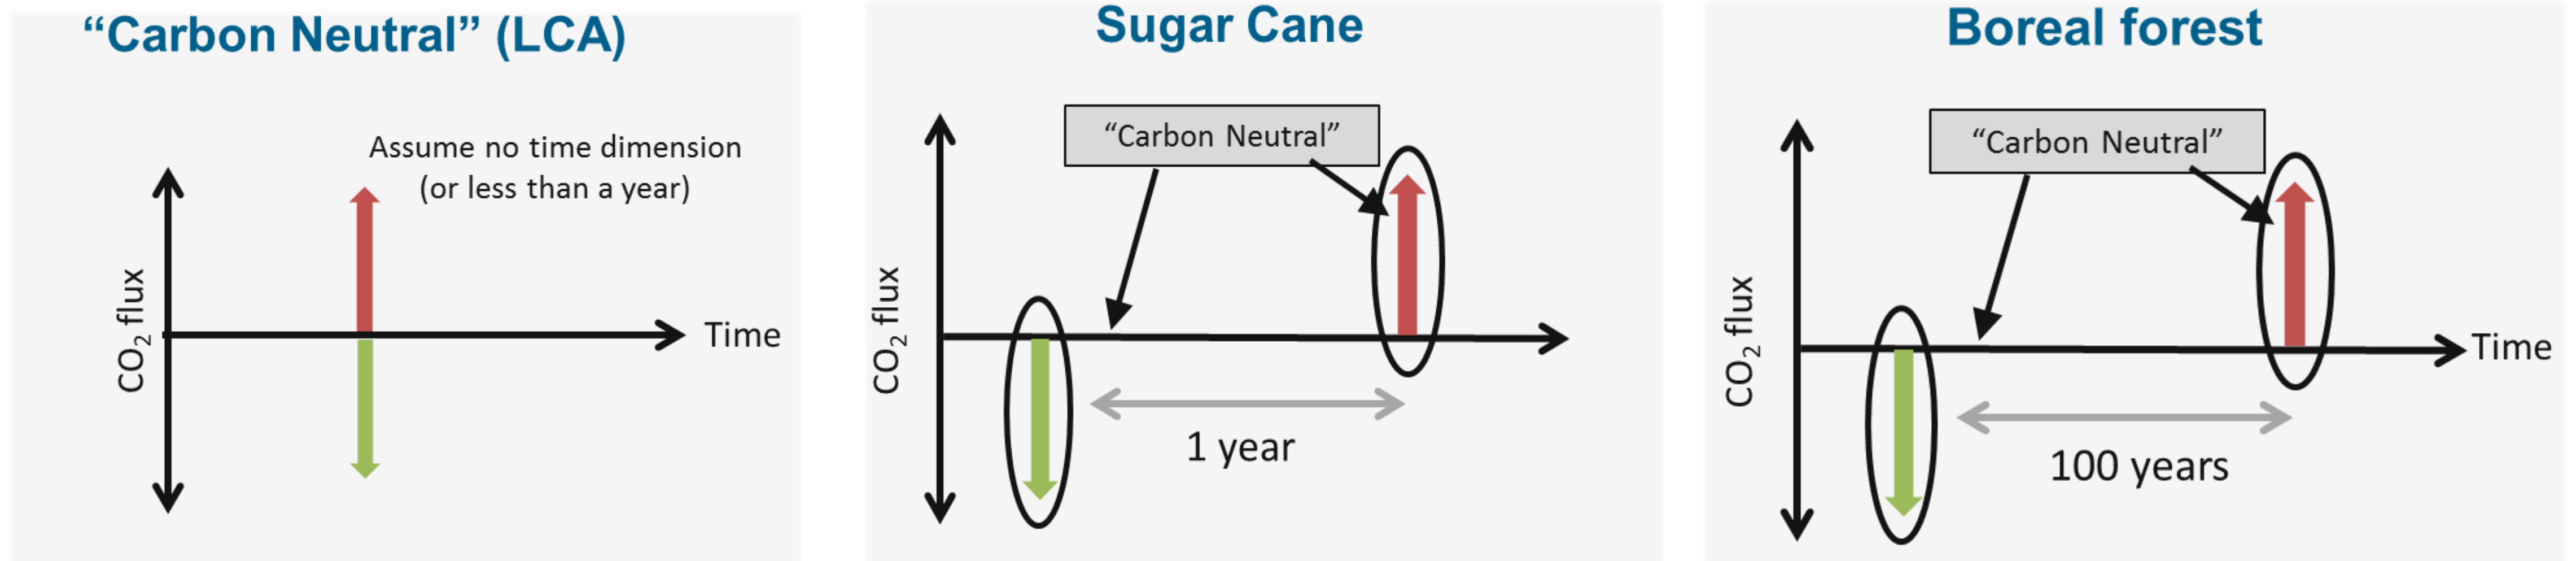 “Carbon Neutral” (LCA)
Assume no time dimension
(or less than a year)
CO2 flux
Time
Sugar Cane
“Carbon Neutral”
CO2 flux
1 year
Boreal forest
“Carbon Neutral”
CO2 flux
Time
100 years